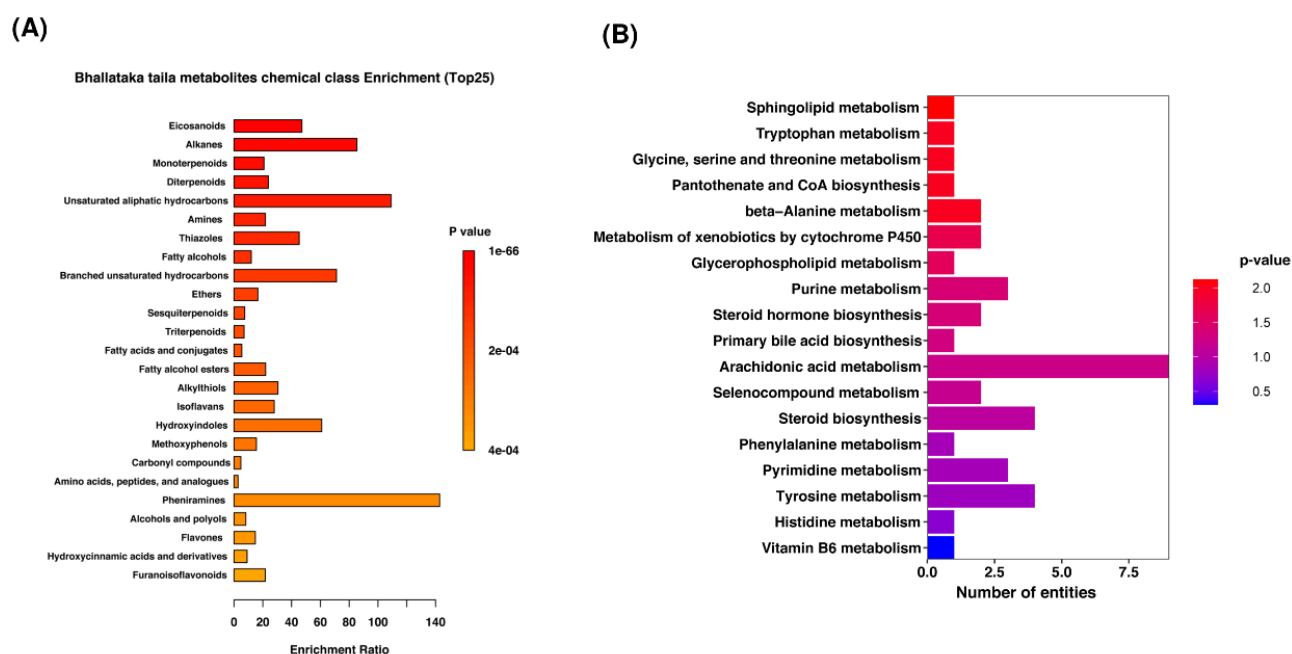 (A)
Bhallataka taila metabolites chemical class Enrichment (Top25)
Eicosanoids
Alkanes
Monoterpenoids
Diterpenoids
Unsaturated aliphatic hydrocarbons
Amines
Thiazoles
Fatty alcohols
Branched unsaturated hydrocarbons
Ethers
Sesquiterpenoids
Triterpenoids
Fatty acids and conjugates
Fatty alcohol esters
Alkylthiols
Isoflavans
Hydroxyindoles
Methoxyphenols
Carbonyl compounds
Amino acids, peptides, and analogues
Pheniramines
Alcohols and polyols
Flavones
Hydroxycinnamic acids and derivatives
Furanoisoflavonoids
0 20 40 60 80 100 140
Enrichment Ratio
P value
1e-66
2e-04
4e-04
(B)
Sphingolipid metabolism
Tryptophan metabolism
Glycine, serine and threonine metabolism
Pantothenate and CoA biosynthesis
beta−Alanine metabolism
Metabolism of xenobiotics by cytochrome P450
Glycerophospholipid metabolism
Purine metabolism
Steroid hormone biosynthesis
Primary bile acid biosynthesis
Arachidonic acid metabolism
Selenocompound metabolism
Steroid biosynthesis
Phenylalanine metabolism
Pyrimidine metabolism
Tyrosine metabolism
Histidine metabolism
Vitamin B6 metabolism
0.0 2.5 5.0 7.5
Number of entities
p-value
2.0
1.5
1.0
0.5